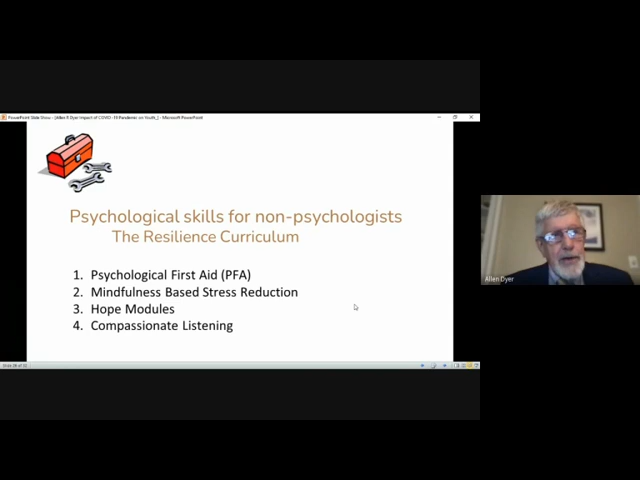 PowerPoint Slide Show - [Allen R Dyer Impact of COVID -19 Pandemic on Youth_] - Microsoft PowerPoint
Psychological skills for non-psychologists
The Resilience Curriculum
1. Psychological First Aid (PFA)
2. Mindfulness Based Stress Reduction
3. Hope Modules
4. Compassionate Listening
Allen Dyer